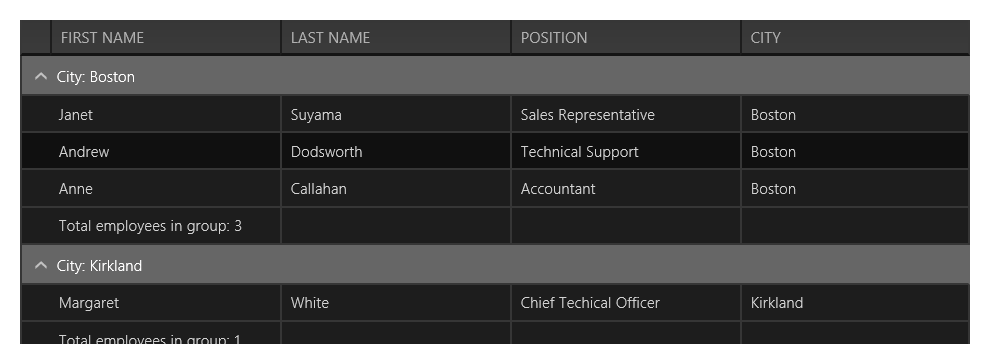 FIRST NAME LAST NAME POSITION CITY
City: Boston
Janet Suyama Sales Representative Boston
Andrew Dodsworth Technical Support Boston
Anne Callahan Accountant Boston
Total employees in group: 3
City: Kirkland
Margaret White Chief Techical Officer Kirkland
Total employees in group: 1